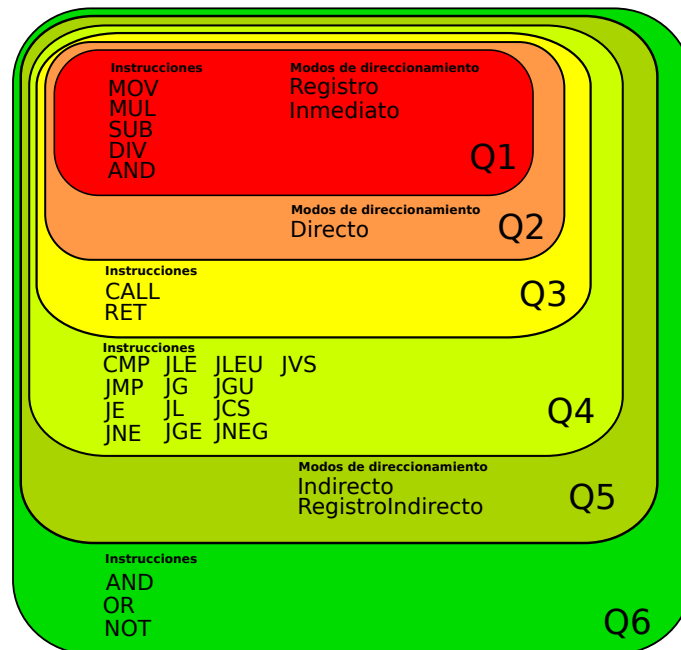 Instrucciones Modos de direccionamiento
MOV Registro
MUL Inmediato
SUB
DIV
AND
Q1
Modos de direccionamiento
Directo
Q2
Instrucciones
CALL
RET
Q3
Instrucciones
CMP JLE JLEU JVS
JMP JG JGU
JE JL JCS
JNE JGE JNEG
Q4
Modos de direccionamiento
Indirecto
RegistroIndirecto
Q5
Instrucciones
AND
OR
NOT
Q6